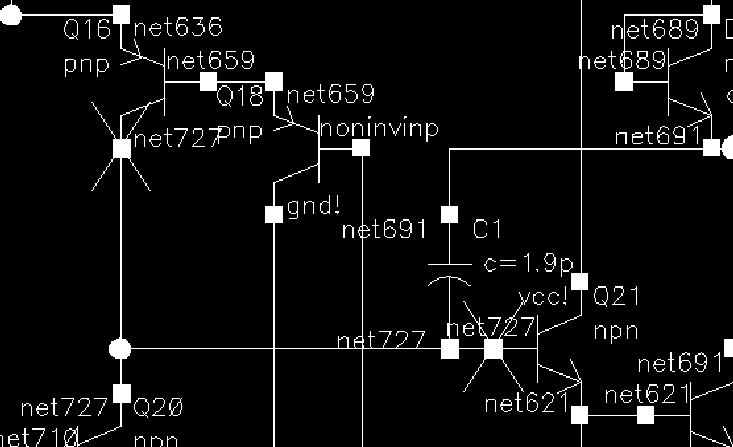 Q16 net636
net689
pnp net659
net689
Q18 net659
pnp noninvinp
net727
net691
gnd!
net691 C1
c=1.9p
vcc! Q21
net727 net727
npn
net691
net621 net621
net727 Q20
net710
npn